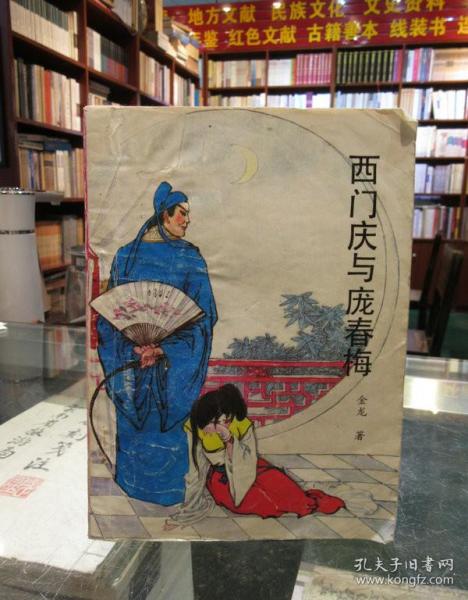 地方文献 民族文化 文史资料
鉴 红色文献 古籍善本 线装书
西门庆与庞春梅
金龙 著
孔夫子旧书网
www.kongfz.com